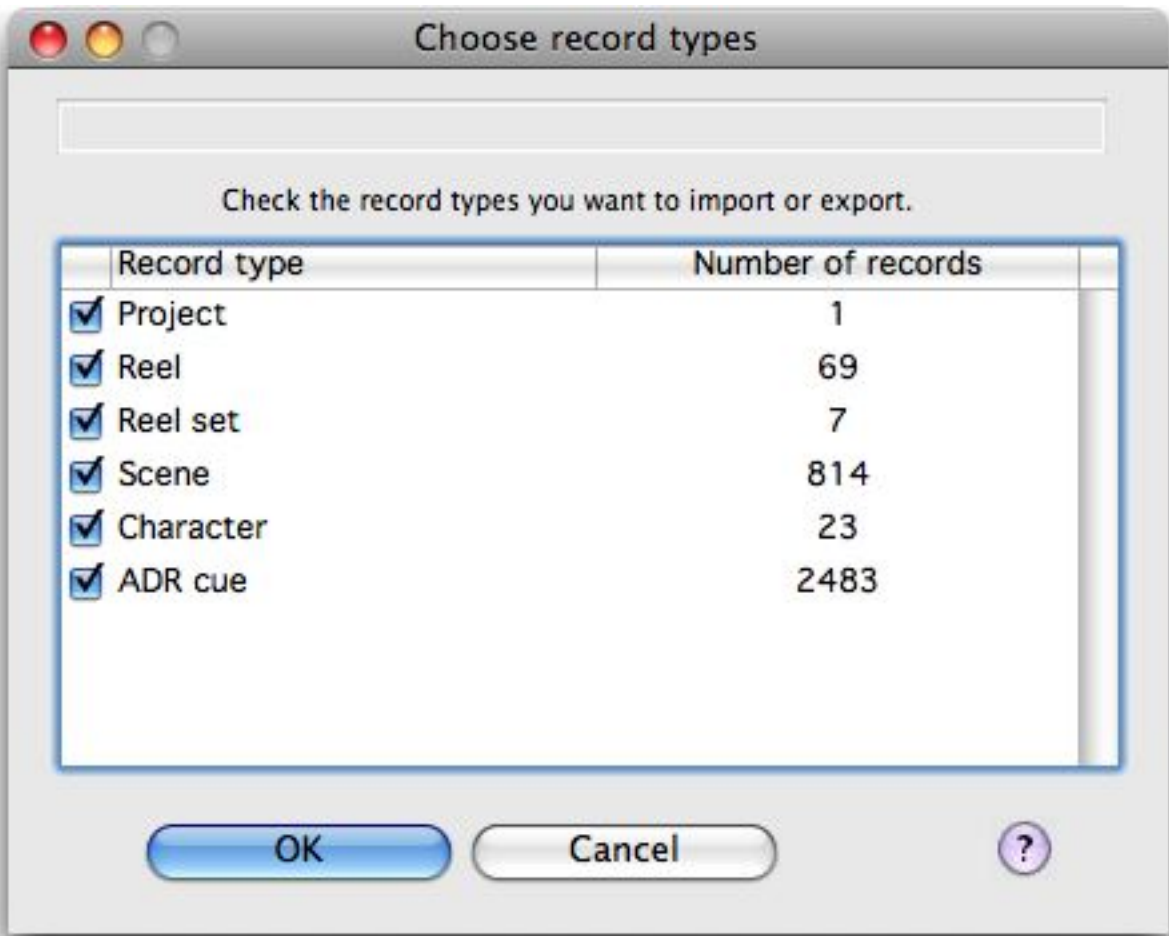 Choose record types
Check the record types you want to import or export.
Record type Number of records
Project 1
Reel 69
Reel set 7
Scene 814
Character 23
ADR cue 2483
OK Cancel ?